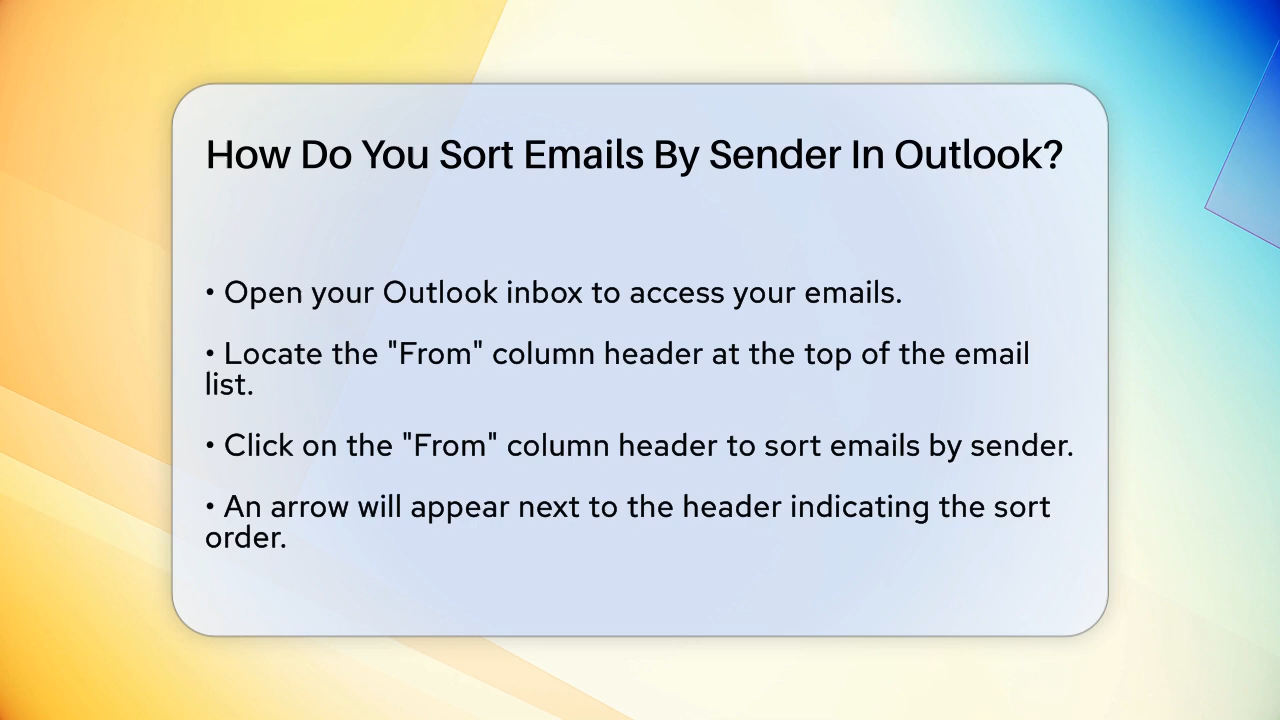 How Do You Sort Emails By Sender In Outlook?
• Open your Outlook inbox to access your emails.
• Locate the "From" column header at the top of the email
list.
• Click on the "From" column header to sort emails by sender.
• An arrow will appear next to the header indicating the sort
order.